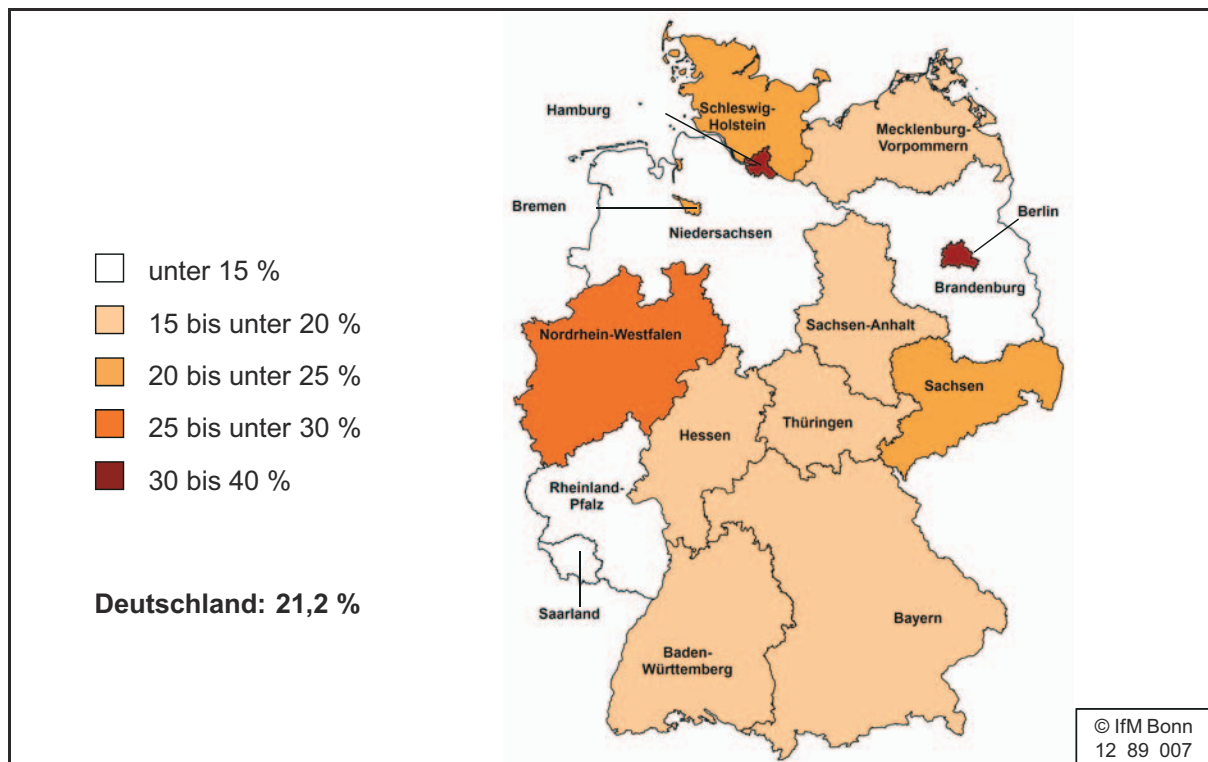 Hamburg
Schleswig-
Holstein
Mecklenburg-
Vorpommern
Bremen
Niedersachsen
Berlin
Brandenburg
unter 15 %
15 bis unter 20 %
20 bis unter 25 %
25 bis unter 30 %
30 bis 40 %
Deutschland: 21,2 %
Nordrhein-Westfalen
Sachsen-Anhalt
Sachsen
Thüringen
Hessen
Rheinland-
Pfalz
Saarland
Baden-
Württemberg
Bayern
© IfM Bonn
12 89 007